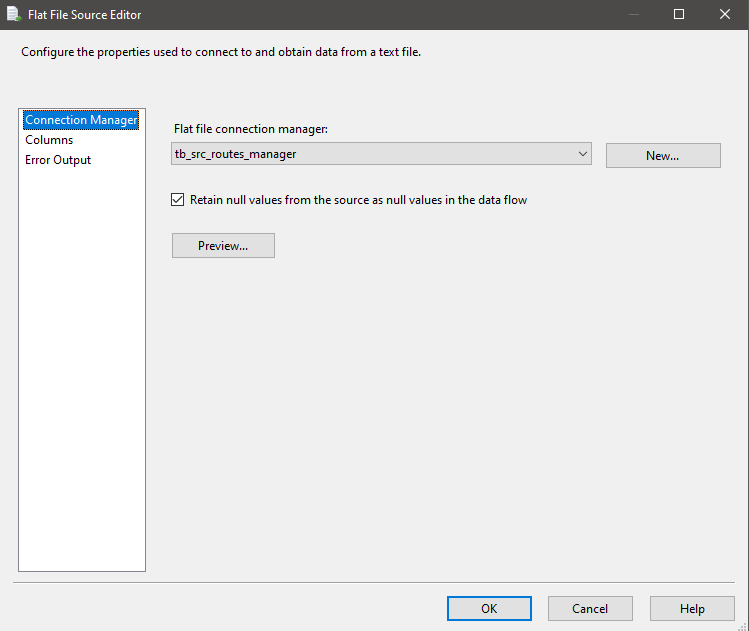 Flat File Source Editor
Configure the properties used to connect to and obtain data from a text file.
Connection Manager
Columns
Error Output
Flat file connection manager:
tb_src_routes_manager
New...
Retain null values from the source as null values in the data flow
Preview...
OK
Cancel
Help